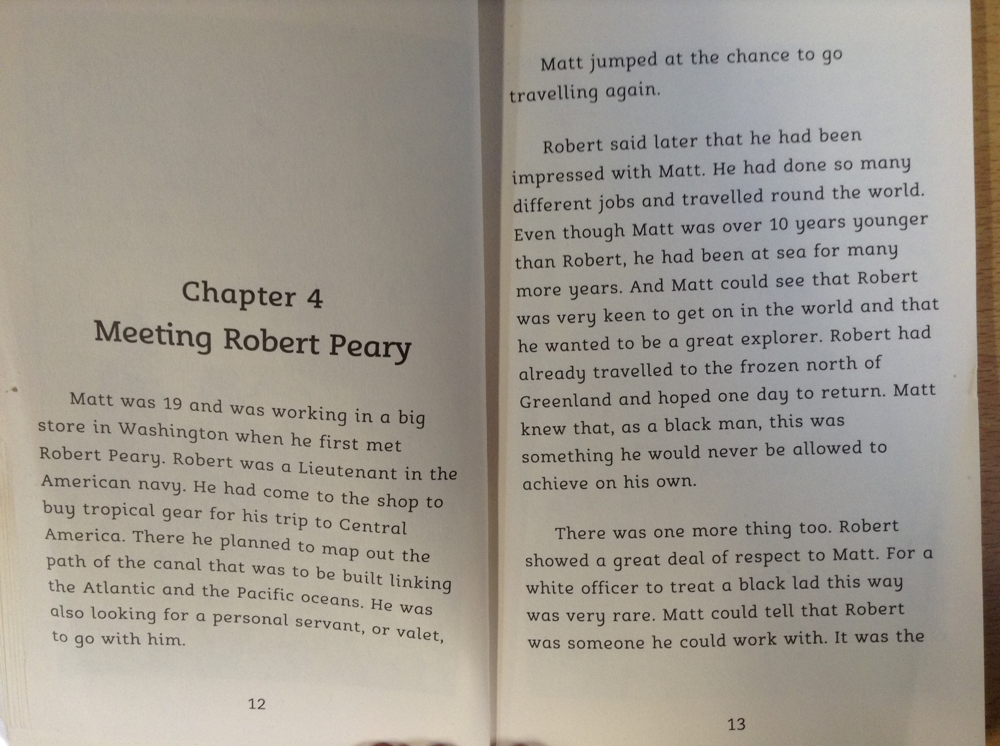 Chapter 4
Meeting Robert Peary
Matt was 19 and was working in a big
store in Washington when he first met
Robert Peary. Robert was a Lieutenant in the
American navy. He had come to the shop to
buy tropical gear for his trip to Central
America. There he planned to map out the
path of the canal that was to be built linking
the Atlantic and the Pacific oceans. He was
also looking for a personal servant, or valet,
to go with him.
12
Matt jumped at the chance to go
travelling again.
Robert said later that he had been
impressed with Matt. He had done so many
different jobs and travelled round the world.
Even though Matt was over 10 years younger
than Robert, he had been at sea for many
more years. And Matt could see that Robert
was very keen to get on in the world and that
he wanted to be a great explorer. Robert had
already travelled to the frozen north of
Greenland and hoped one day to return. Matt
knew that, as a black man, this was
something he would never be allowed to
achieve on his own.
There was one more thing too. Robert
showed a great deal of respect to Matt. For a
white officer to treat a black lad this way
was very rare. Matt could tell that Robert
was someone he could work with. It was the
13